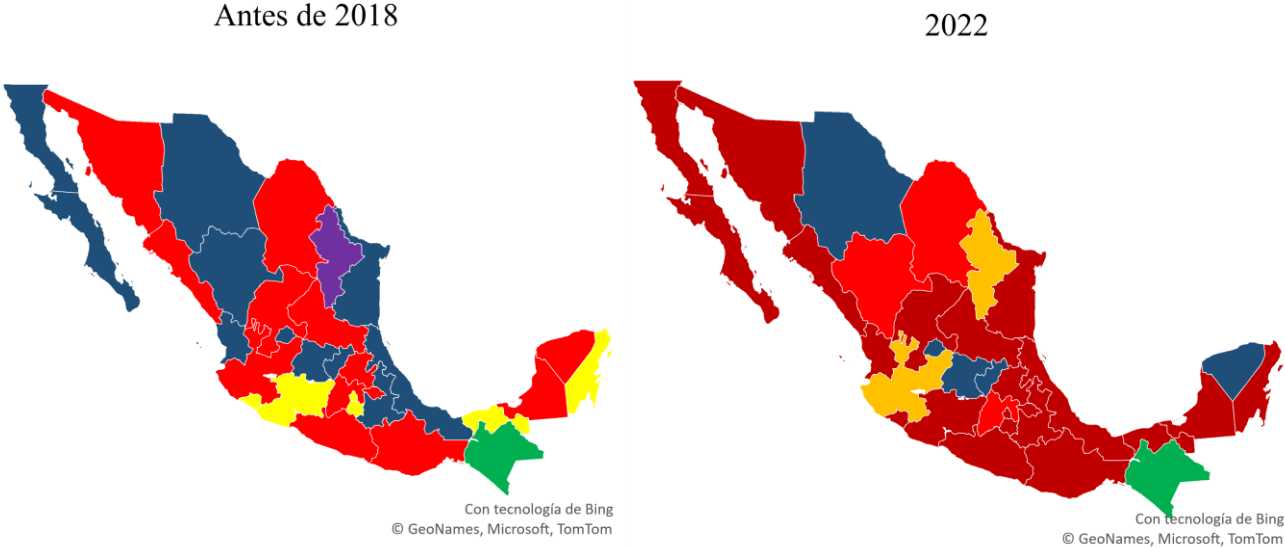 Antes de 2018
2022
Con tecnología de Bing
© GeoNames, Microsoft, TomTom
Con tecnología de Bing
© GeoNames, Microsoft, TomTom